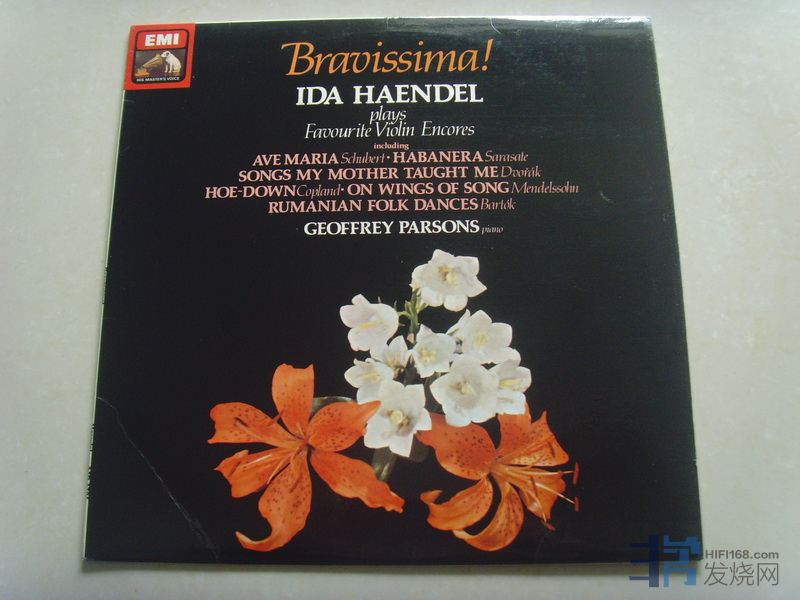 EMI
HIS MASTER'S VOICE
Bravissima!
IDA HAENDEL
plays
Favourite Violin Encores
including
AVE MARIA Schubert · HABANERA Sarasate
SONGS MY MOTHER TAUGHT ME Dvořák
HOE-DOWN Copland · ON WINGS OF SONG Mendelssohn
RUMANIAN FOLK DANCES Bartók
GEOFFREY PARSONS piano
HIFI168.com
发烧网